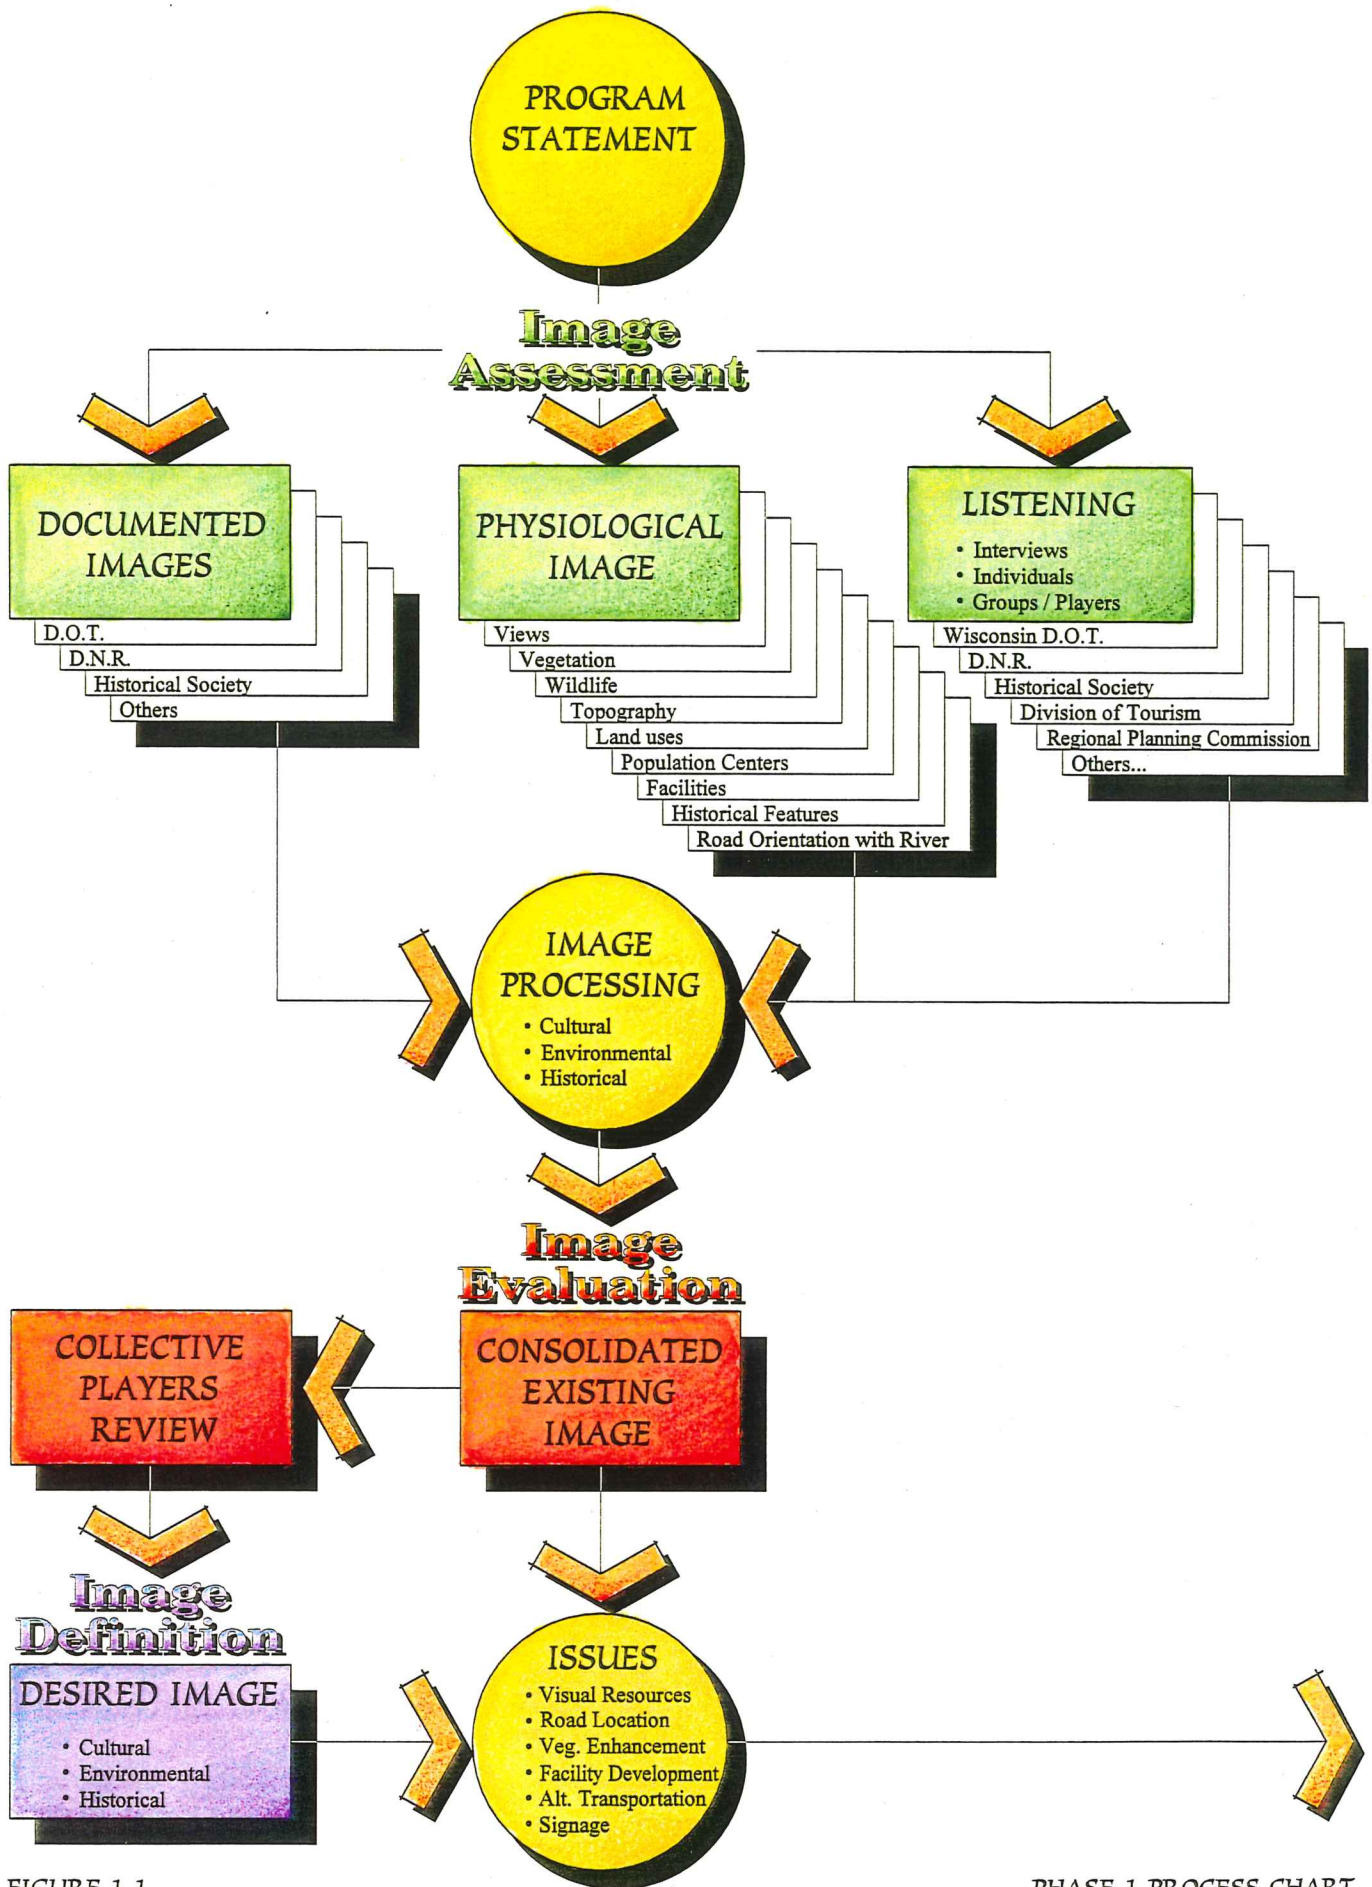 PROGRAM
STATEMENT
Image
Assessment
DOCUMENTED
IMAGES
D.O.T.
D.N.R.
Historical Society
Others
PHYSIOLOGICAL
IMAGE
Views
Vegetation
Wildlife
Topography
Land uses
Population Centers
Facilities
Historical Features
Road Orientation with River
LISTENING
• Interviews
• Individuals
• Groups / Players
Wisconsin D.O.T.
D.N.R.
Historical Society
Division of Tourism
Regional Planning Commission
Others...
IMAGE
PROCESSING
• Cultural
• Environmental
• Historical
Image
Evaluation
COLLECTIVE
PLAYERS
REVIEW
CONSOLIDATED
EXISTING
IMAGE
Image
Definition
DESIRED IMAGE
• Cultural
• Environmental
• Historical
ISSUES
• Visual Resources
• Road Location
• Veg. Enhancement
• Facility Development
• Alt. Transportation
• Signage
FIGURE 1-1
PHASE 1 PROCESS CHART